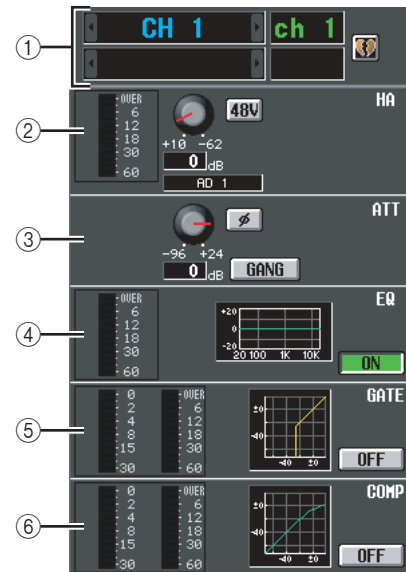 1
CH 1
ch 1
2
OVER
6
12
18
30
60
48V
+10 -62
0 dB
AD 1
HA
3
ø
-96 +24
0 dB
GANG
ATT
4
OVER
6
12
18
30
60
+20
0
-20
20 100 1K 10K
EQ
ON
5
0
2
4
8
15
30
OVER
6
12
18
30
60
±0
-40
-40 ±0
GATE
OFF
6
0
2
4
8
15
30
OVER
6
12
18
30
60
±0
-40
-40 ±0
COMP
OFF